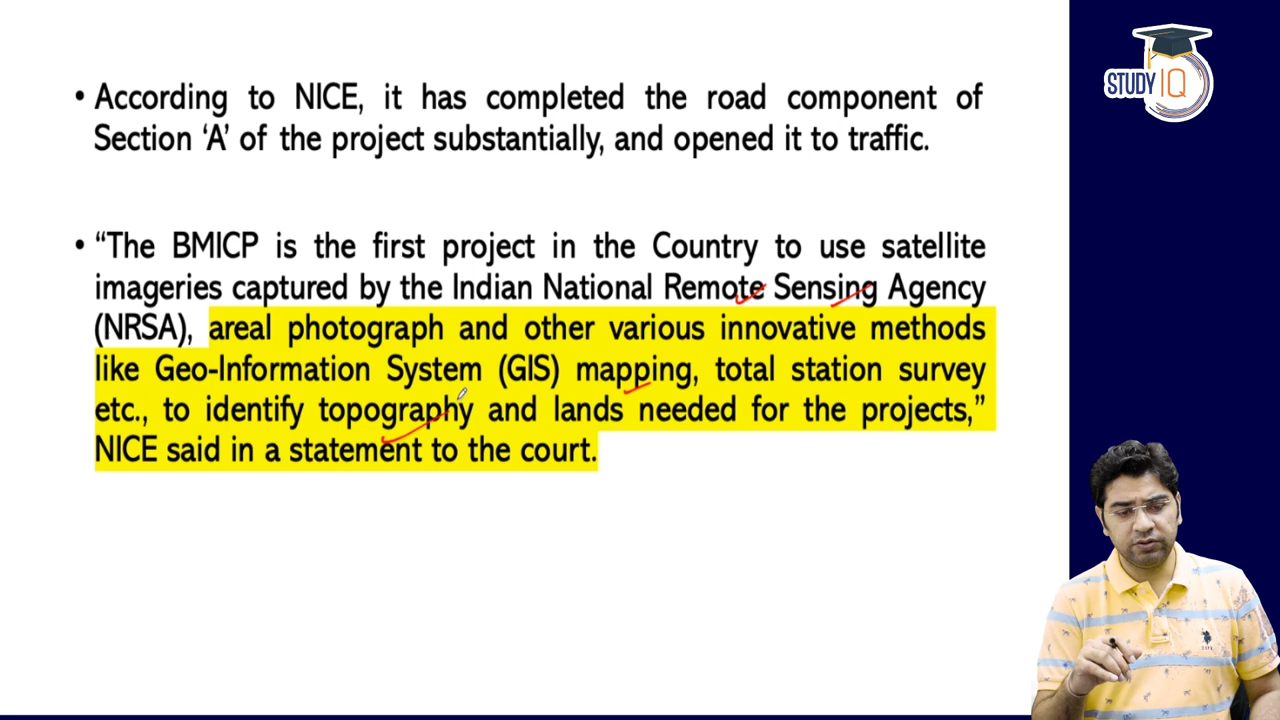 STUDY IQ
• According to NICE, it has completed the road component of
Section ‘A’ of the project substantially, and opened it to traffic.
• “The BMICP is the first project in the Country to use satellite
imageries captured by the Indian National Remote Sensing Agency
(NRSA), areal photograph and other various innovative methods
like Geo-Information System (GIS) mapping, total station survey
etc., to identify topography and lands needed for the projects,”
NICE said in a statement to the court.